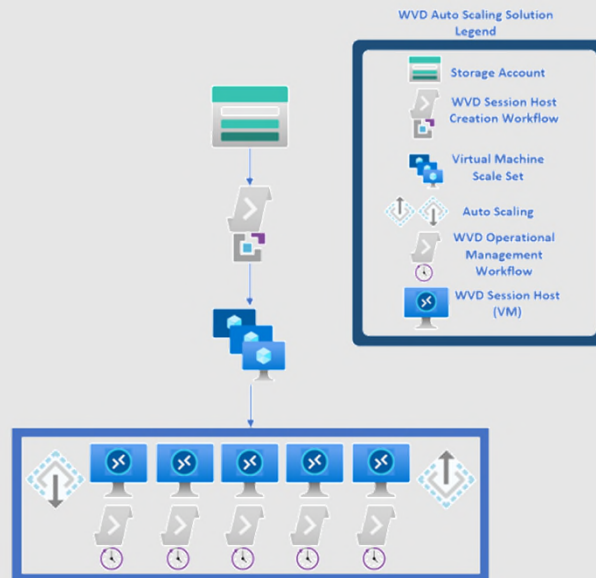 WVD Auto Scaling Solution
Legend
Storage Account
WVD Session Host
Creation Workflow
Virtual Machine
Scale Set
Auto Scaling
WVD Operational
Management
Workflow
WVD Session Host
(VM)